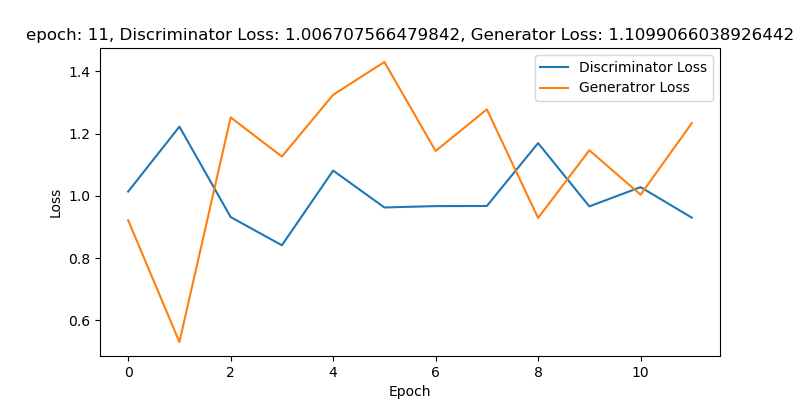 epoch: 11, Discriminator Loss: 1.006707566479842, Generator Loss: 1.1099066038926442
Discriminator Loss
Generatror Loss
1.4
1.2
1.0
0.8
0.6
Loss
0 2 4 6 8 10
Epoch